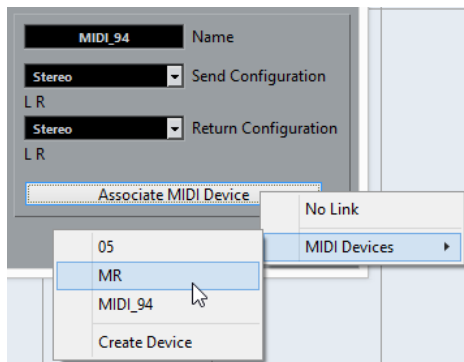 MIDI_94 Name
Stereo Send Configuration
L R
Stereo Return Configuration
L R
Associate MIDI Device
No Link
MIDI Devices
05
MR
MIDI_94
Create Device